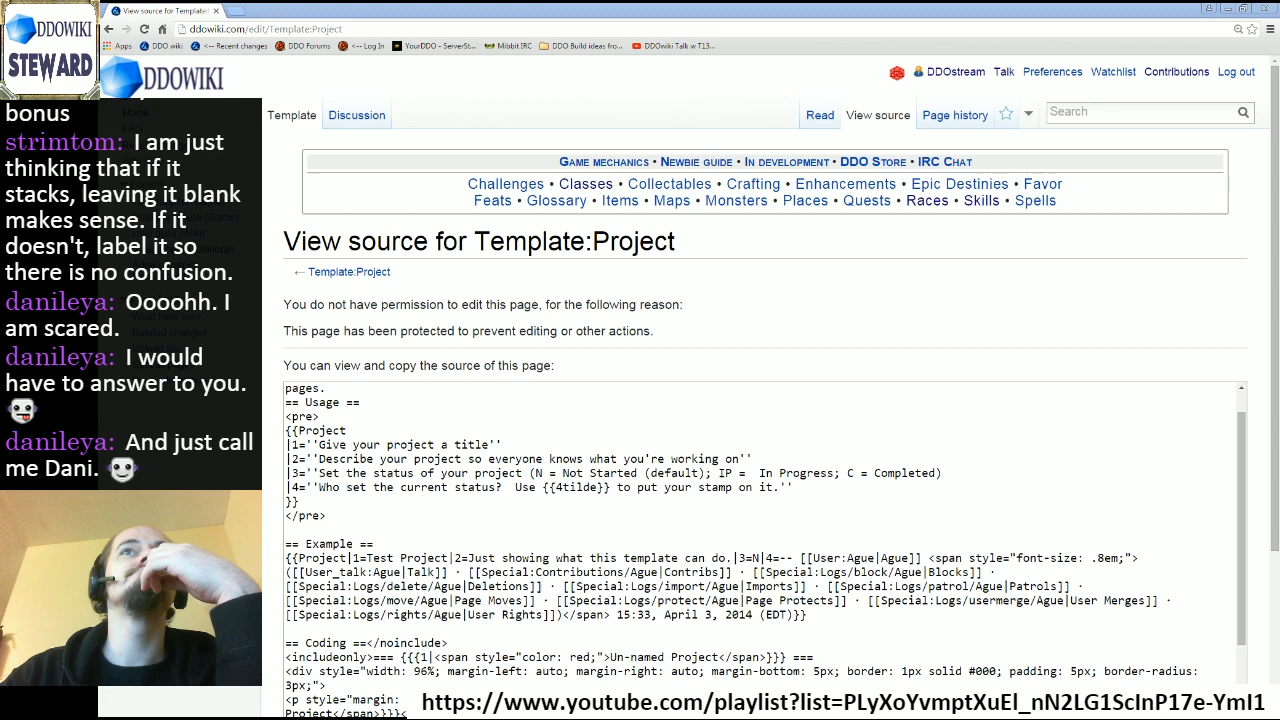 DDOWIKI
STEWARD
bonus
strimtom: I am just
thinking that if it
stacks, leaving it blank
makes sense. If it
doesn't, label it so
there is no confusion.
danileya: Oooohh. I
am scared.
danileya: I would
have to answer to you.
danileya: And just call
me Dani.
View source for Template:P
ddowiki.com/edit/Template:Project
Apps DDO wiki <-- Recent changes DDO Forums <-- Log In YourDDO - ServerSt... Mibbit IRC DDO Build ideas fro... DDOwiki Talk w T13...
DDOWIKI
DDOstream Talk Preferences Watchlist Contributions Log out
Template Discussion Read View source Page history Search
Game mechanics • Newbie guide • In development • DDO Store • IRC Chat
Challenges • Classes • Collectables • Crafting • Enhancements • Epic Destinies • Favor
Feats • Glossary • Items • Maps • Monsters • Places • Quests • Races • Skills • Spells
View source for Template:Project
← Template:Project
You do not have permission to edit this page, for the following reason:
This page has been protected to prevent editing or other actions.
You can view and copy the source of this page:
pages.
== Usage ==
<pre>
{{Project
|1=''Give your project a title''
|2=''Describe your project so everyone knows what you're working on''
|3=''Set the status of your project (N = Not Started (default); IP =  In Progress; C = Completed)
|4=''Who set the current status?  Use {{4tilde}} to put your stamp on it.''
}}
</pre>
== Example ==
{{Project|1=Test Project|2=Just showing what this template can do.|3=N|4=-- [[User:Ague|Ague]] <span style="font-size: .8em;">
([[User_talk:Ague|Talk]] · [[Special:Contributions/Ague|Contribs]] · [[Special:Logs/block/Ague|Blocks]] ·
[[Special:Logs/delete/Ague|Deletions]] · [[Special:Logs/import/Ague|Imports]] · [[Special:Logs/patrol/Ague|Patrols]] ·
[[Special:Logs/move/Ague|Page Moves]] · [[Special:Logs/protect/Ague|Page Protects]] · [[Special:Logs/usermerge/Ague|User Merges]] ·
[[Special:Logs/rights/Ague|User Rights]])</span> 15:33, April 3, 2014 (EDT)}}
== Coding ==</noinclude>
<includeonly>=== {{{1|<span style="color: red;">Un-named Project</span>}}} ===
<div style="width: 96%; margin-left: auto; margin-right: auto; margin-bottom: 5px; border: 1px solid #000; padding: 5px; border-radius:
3px;">
<p style="margin:
Project</span>}}}<
https://www.youtube.com/playlist?list=PLyXoYvmptXuEl_nN2LG1ScInP17e-YmI1